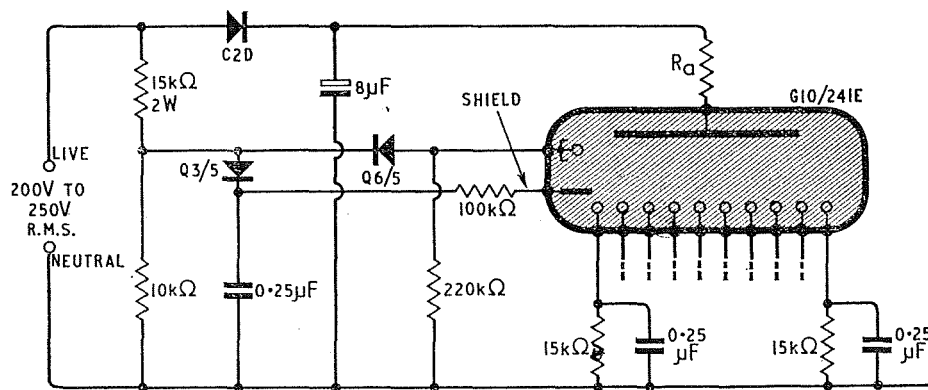 C2D
15kΩ
2W
8μF
Ra
G10/241E
SHIELD
LIVE
200V TO
250V
R.M.S.
NEUTRAL
Q3/5
Q6/5
100kΩ
10kΩ
0·25μF
220kΩ
15kΩ
0·25
μF
15kΩ
0·25
μF